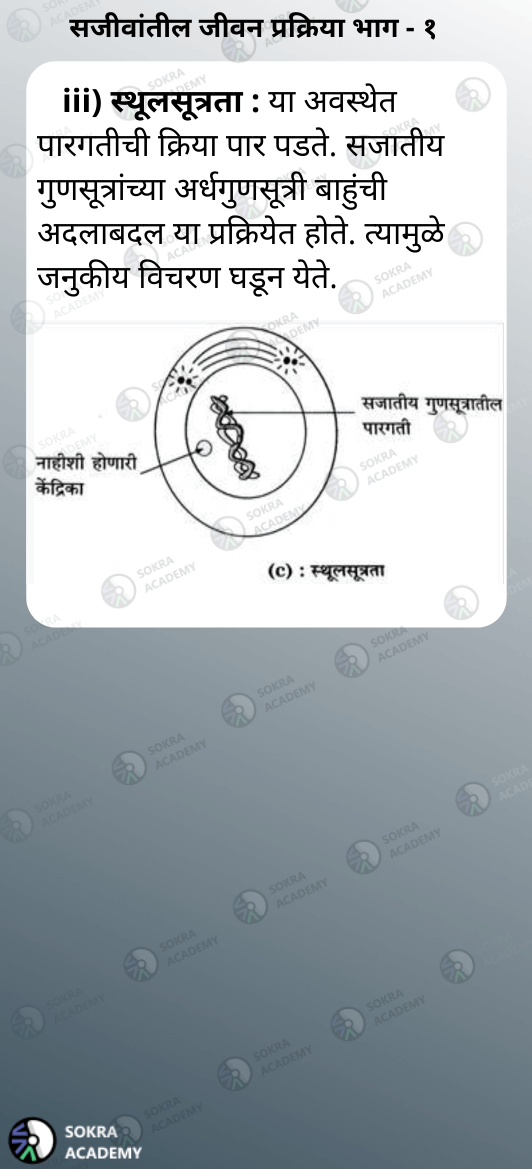 सजीवांतील जीवन प्रक्रिया भाग - १
iii) स्थूलसूत्रता : या अवस्थेत
पारगतीची क्रिया पार पडते. सजातीय
गुणसूत्रांच्या अर्धगुणसूत्री बाहुंची
अदलाबदल या प्रक्रियेत होते. त्यामुळे
जनुकीय विचरण घडून येते.
सजातीय गुणसूत्रातील
पारगती
नाहीशी होणारी
केंद्रिका
(c) : स्थूलसूत्रता
SOKRA
ACADEMY